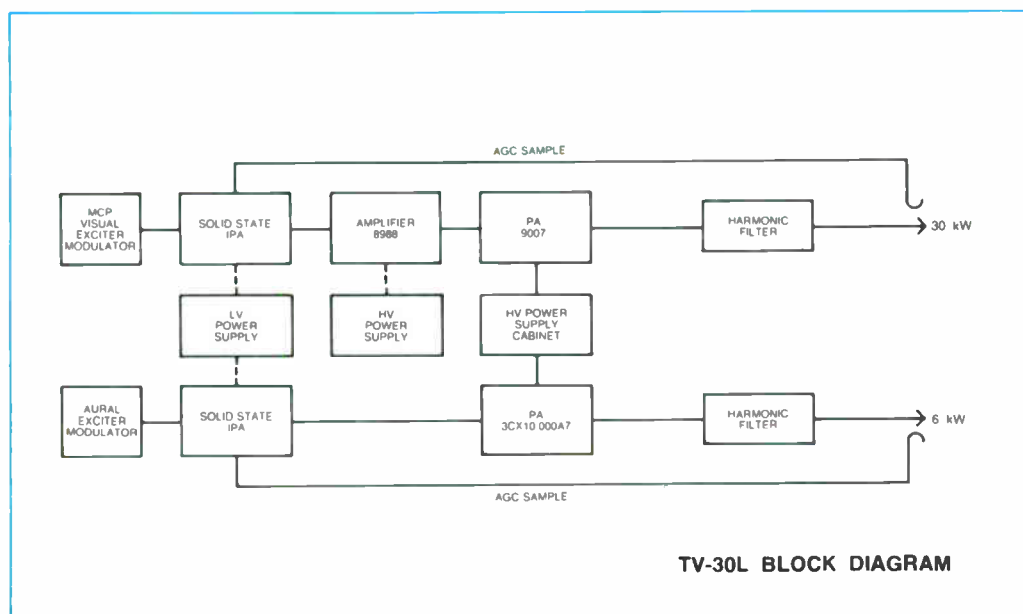 AGC SAMPLE
MCP
VISUAL
EXCITER
MODULATOR
SOLID STATE
IPA
AMPLIFIER
8988
PA
9007
HARMONIC
FILTER
30 kW
LV
POWER
SUPPLY
HV
POWER
SUPPLY
HV POWER
SUPPLY
CABINET
AURAL
EXCITER
MODULATOR
SOLID STATE
IPA
PA
3CX10 000A7
HARMONIC
FILTER
6 kW
AGC SAMPLE
TV-30L BLOCK DIAGRAM